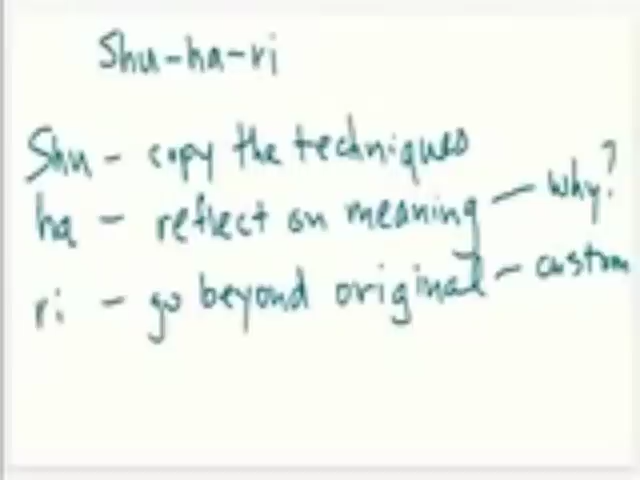 Shu-ha-ri
Shu - copy the techniques
ha - reflect on meaning - why?
ri - go beyond original - custom